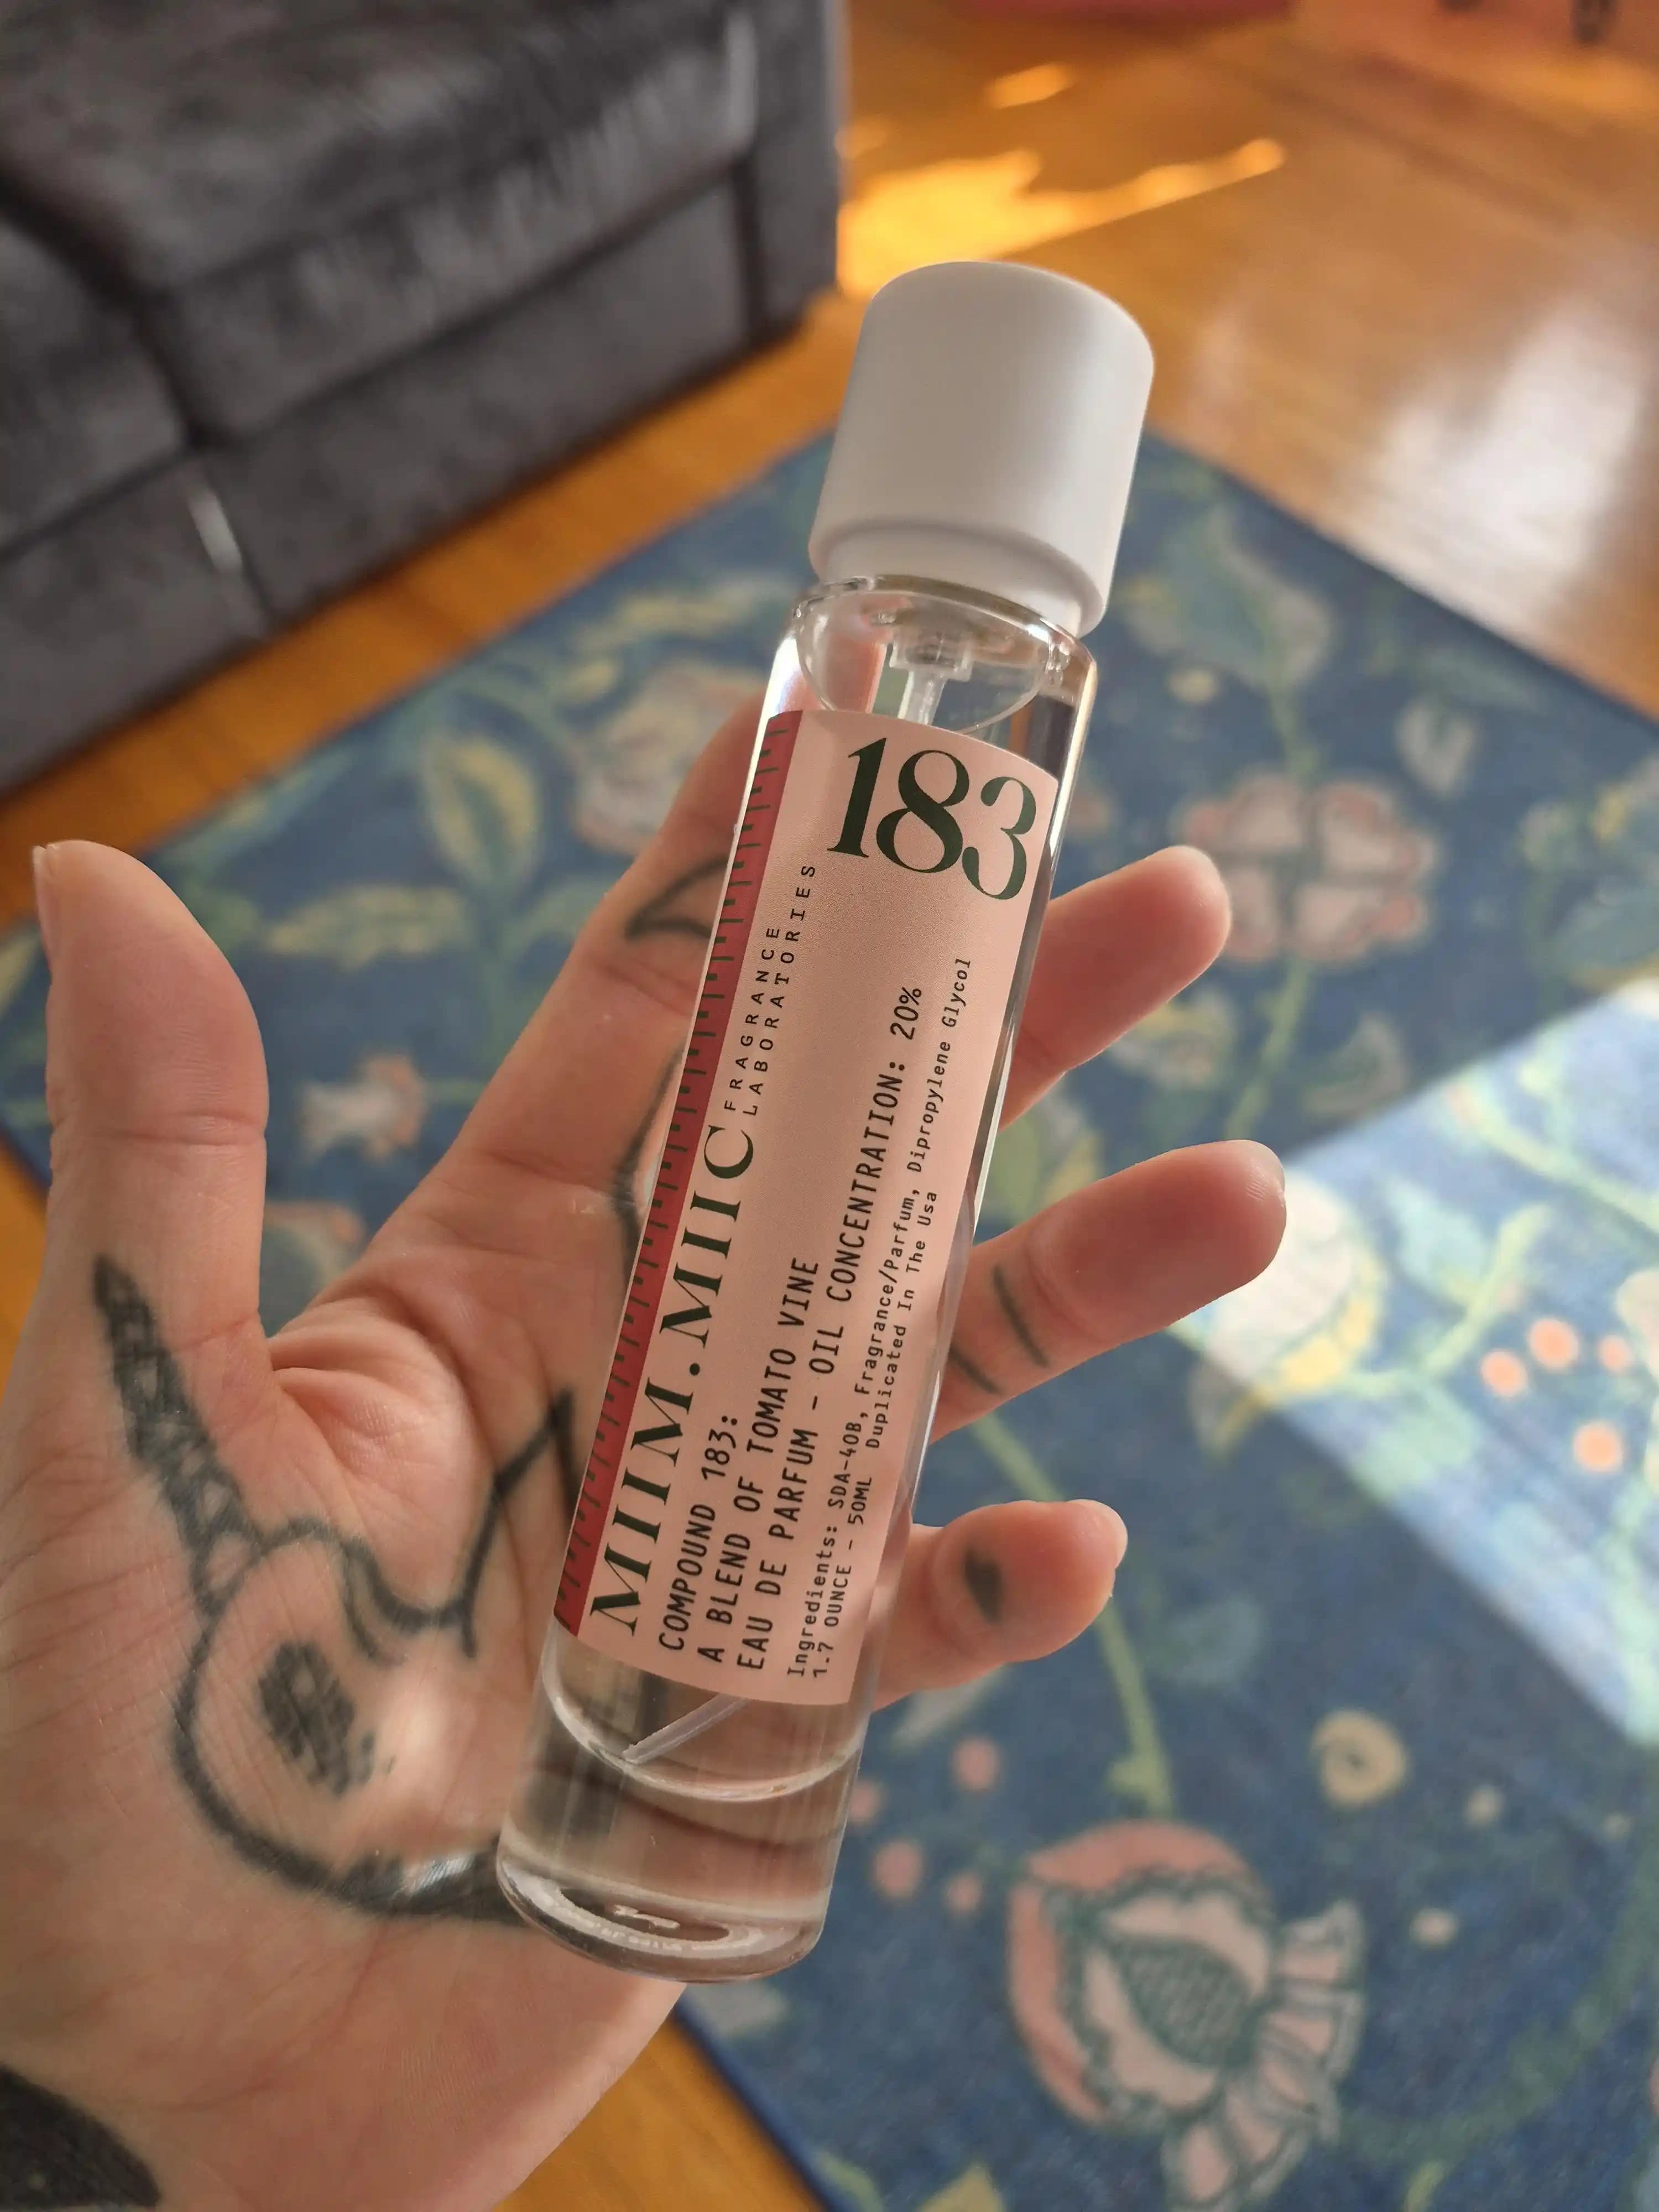 183
MIIM.MIIC
FRAGRANCE
LABORATORIES
COMPOUND 183:
A BLEND OF TOMATO VINE
EAU DE PARFUM - OIL CONCENTRATION: 20%
Ingredients: SDA-40B, Fragrance/Parfum, Dipropylene Glycol
1.7 OUNCE - 50ML Duplicated In The Usa